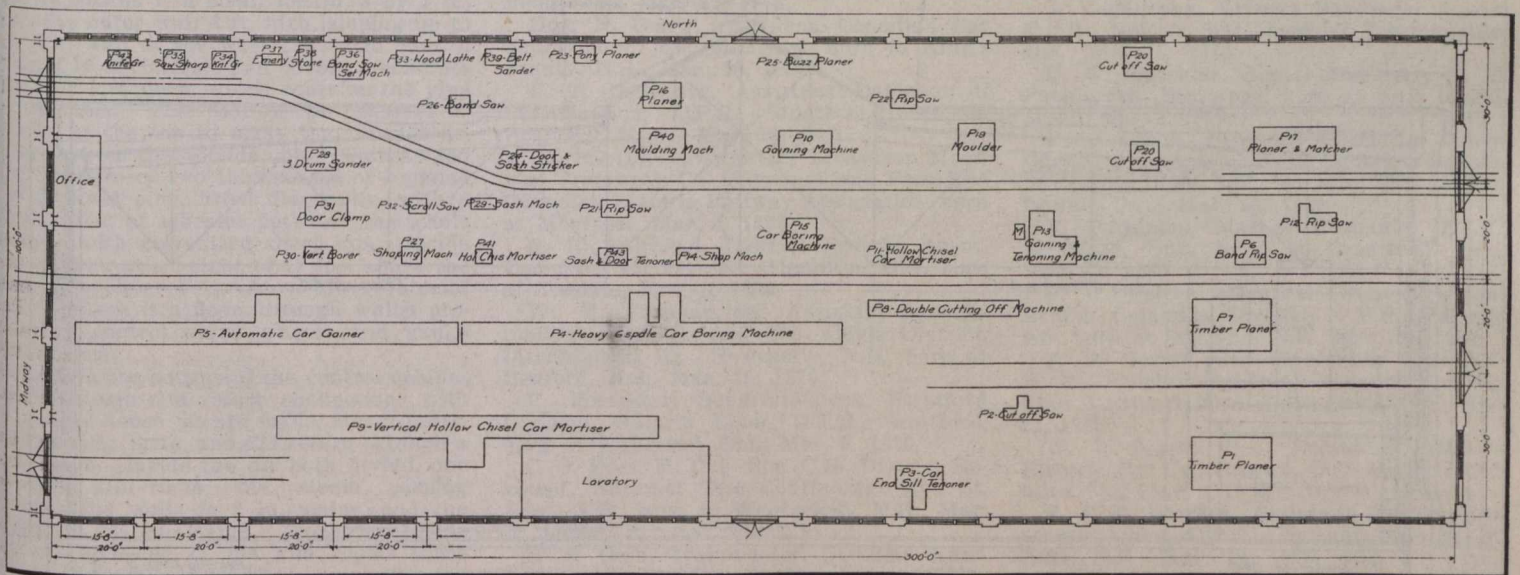 North
P42
Knife Gr
P35
Saw Sharp
P34
Knf Gr
P37
Emery
P38
Stone
P36
Band Saw
Set Mach
P33-Wood Lathe
P39-Belt
Sander
P23-Pony Planer
P25-Buzz Planer
P20
Cut off Saw
P26-Band Saw
P16
Planer
P22-Rip Saw
P28
3 Drum Sander
P24-Door &
Sash Sticker
P40
Moulding Mach
P10
Gaining Machine
P19
Moulder
P20
Cut off Saw
P17
Planer & Matcher
Office
P31
Door Clamp
P32-Scroll Saw
P29-Sash Mach
P21-Rip Saw
P15
Car Boring
Machine
M
P13
Gaining &
Tenoning Machine
P12-Rip Saw
P30-Vert Borer
P27
Shaping Mach
P41
Hol Chis Mortiser
P43
Sash & Door Tenoner
P14-Shap Mach
P11-Hollow Chisel
Car Mortiser
P6
Band Rip Saw
P5-Automatic Car Gainer
P4-Heavy 6 spdle Car Boring Machine
P8-Double Cutting Off Machine
P7
Timber Planer
Midway
100'-0"
P9-Vertical Hollow Chisel Car Mortiser
P2-Cut off Saw
Lavatory
P3-Car
End Sill Tenoner
P1
Timber Planer
30'-0"
20'-0"
20'-0"
30'-0"
15'-8" 15'-8" 15'-8" 15'-8"
20'-0" 20'-0" 20'-0" 20'-0"
300'-0"